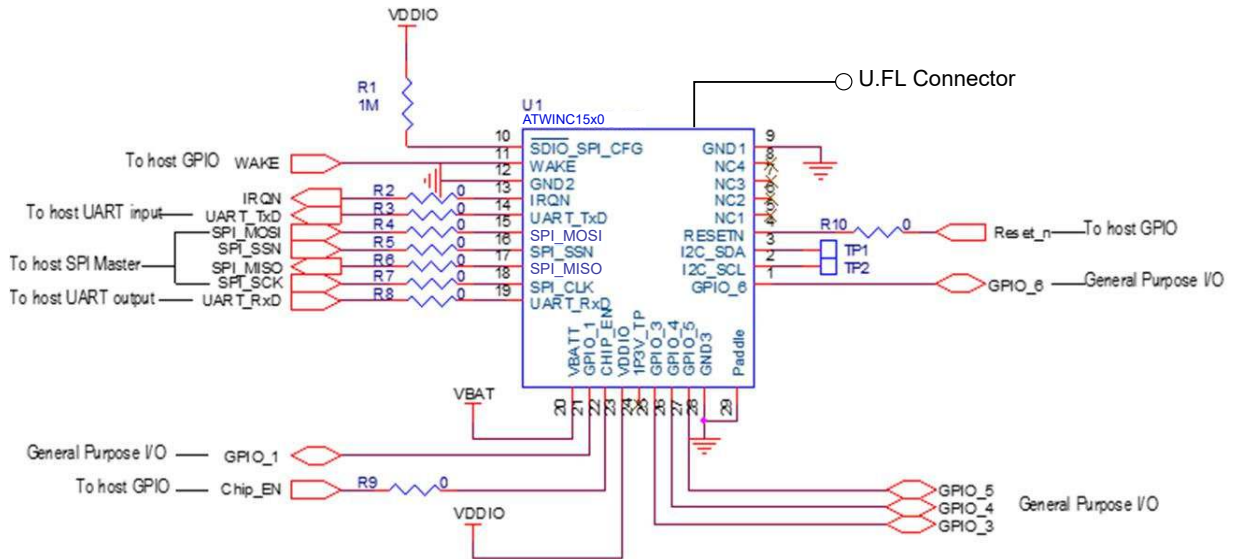 VDDIO
U.FL Connector
R1
1M
U1
ATWINC15x0
10
SDIO_SPI_CFG
GND1
9
To host GPIO WAKE
11
WAKE
NC4
8
12
GND2
NC3
7
IRQN
R2 0
13
IRQN
NC2
6
To host UART input
UART_TxD
R3 0
14
UART_TxD
NC1
5
SPI_MOSI
R4 0
15
SPI_MOSI
RESETN
4
R10 0
Reset_n
To host GPIO
SPI_SSN
R5 0
16
SPI_SSN
I2C_SDA
3
TP1
To host SPI Master
SPI_MISO
R6 0
17
SPI_MISO
I2C_SCL
2
TP2
SPI_SCK
R7 0
18
SPI_CLK
GPIO_6
1
GPIO_6
General Purpose I/O
To host UART output
UART_RxD
R8 0
19
UART_RxD
VBATT
GPIO_1
CHIP_EN
VDDIO
1P3V_TP
GPIO_3
GPIO_4
GPIO_5
GND3
Paddle
20
21
22
23
24
25
26
27
28
29
VBAT
General Purpose I/O
GPIO_1
To host GPIO
Chip_EN
R9 0
VDDIO
GPIO_5
GPIO_4
GPIO_3
General Purpose I/O